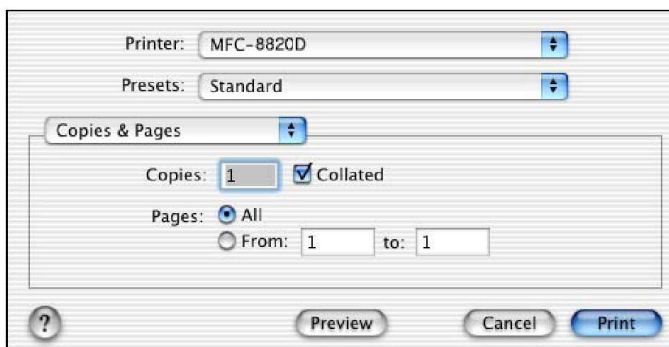 Printer: MFC-8820D
Presets: Standard
Copies & Pages
Copies: 1 Collated
Pages: All
From: 1 to: 1
? Preview Cancel Print